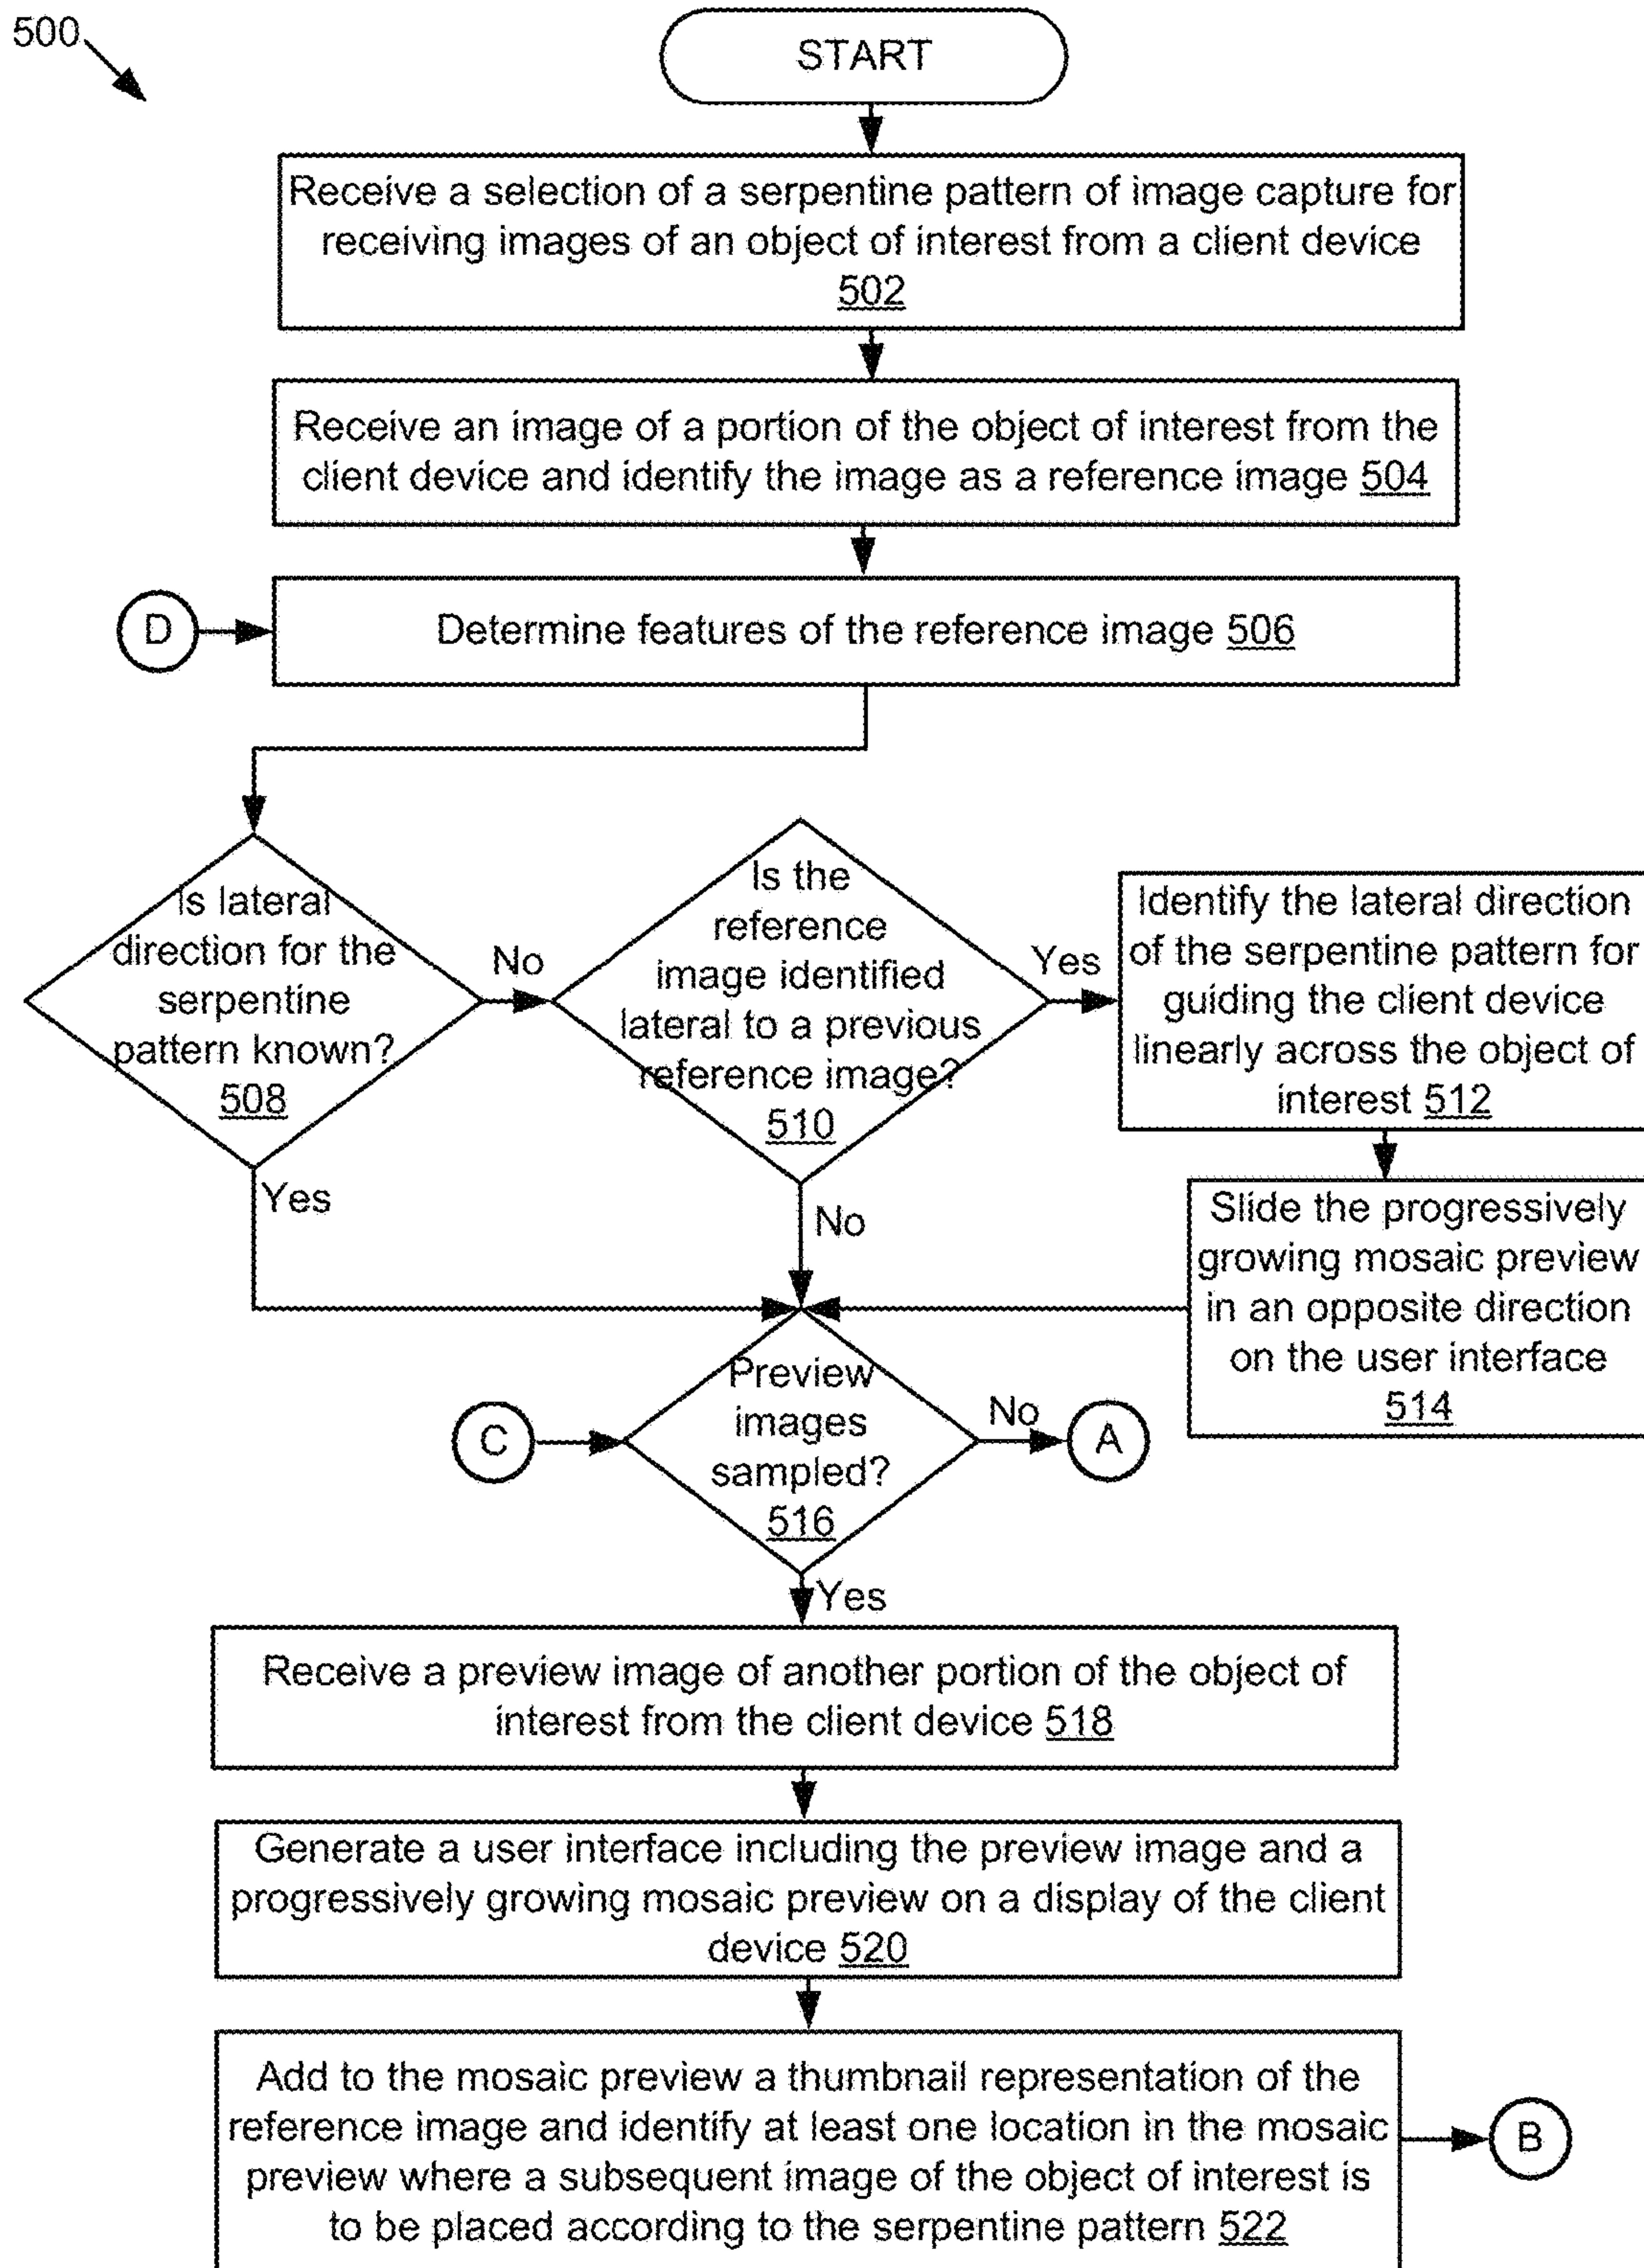 500
START
Receive a selection of a serpentine pattern of image capture for
receiving images of an object of interest from a client device
502
Receive an image of a portion of the object of interest from the
client device and identify the image as a reference image 504
D
Determine features of the reference image 506
Is lateral
direction for the
serpentine
pattern known?
508
No
Yes
Is the
reference
image identified
lateral to a previous
reference image?
510
Yes
No
Identify the lateral direction
of the serpentine pattern for
guiding the client device
linearly across the object of
interest 512
Slide the progressively
growing mosaic preview
in an opposite direction
on the user interface
514
C
Preview
images
sampled?
516
No
A
Yes
Receive a preview image of another portion of the object of
interest from the client device 518
Generate a user interface including the preview image and a
progressively growing mosaic preview on a display of the client
device 520
Add to the mosaic preview a thumbnail representation of the
reference image and identify at least one location in the mosaic
preview where a subsequent image of the object of interest is
to be placed according to the serpentine pattern 522
B